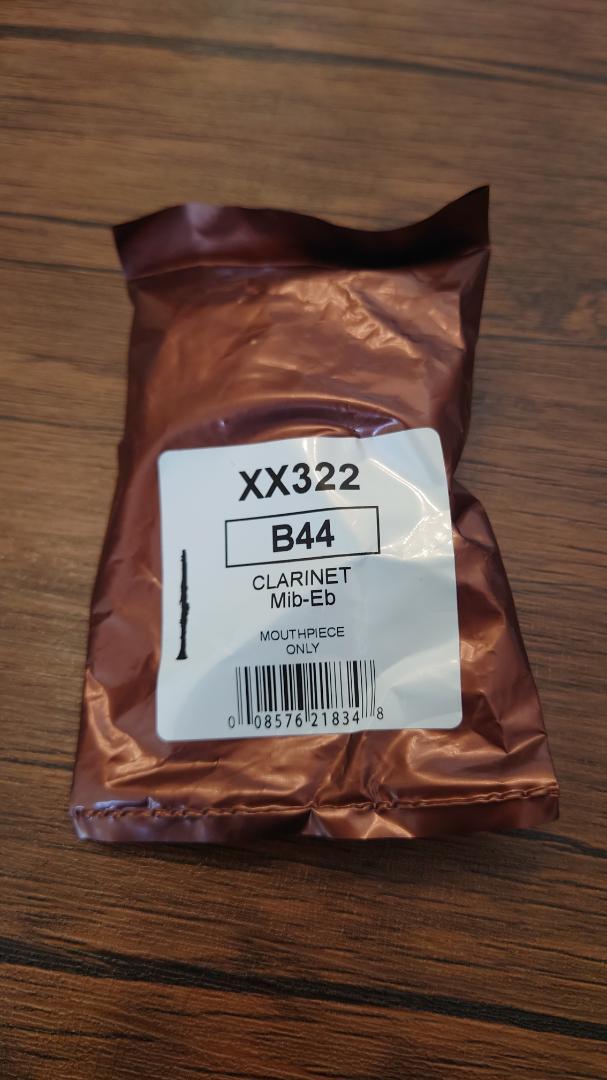 XX322
B44
CLARINET
Mib-Eb
MOUTHPIECE
ONLY
0 08576 21834 8